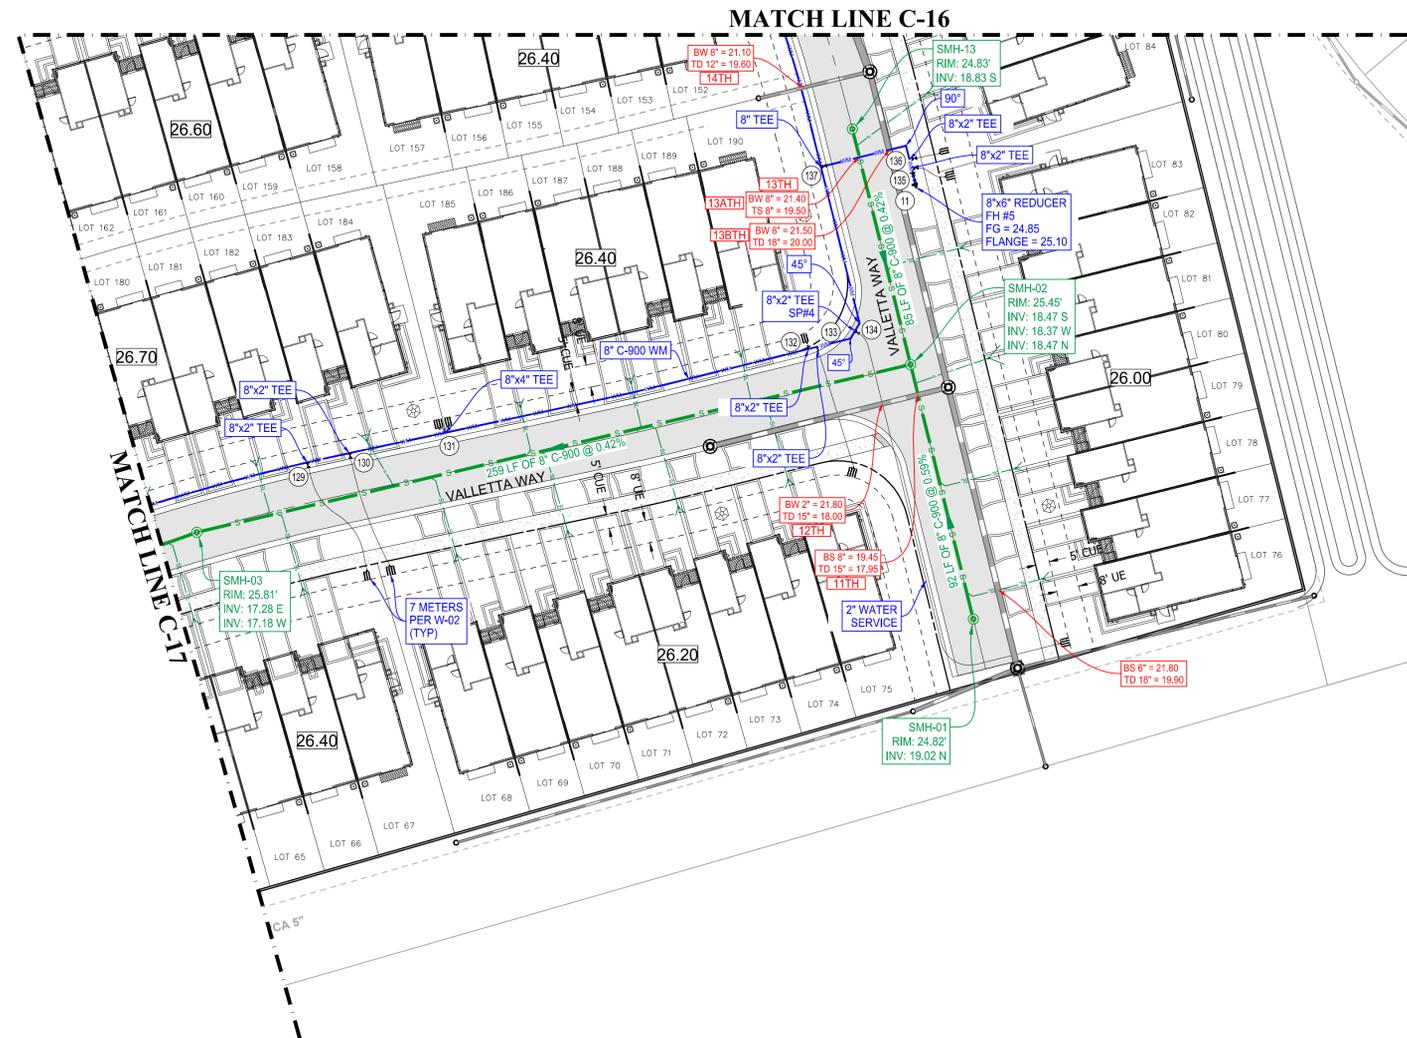 MATCH LINE C-16
BW 8" = 21.10
TD 12" = 19.60
14TH
SMH-13
RIM: 24.83'
INV: 18.83 S
LOT 84
26.40
26.60
LOT 152
LOT 153
LOT 154
LOT 155
LOT 156
LOT 157
LOT 158
LOT 159
LOT 160
LOT 161
LOT 162
90°
8" TEE
8"x2" TEE
8"x2" TEE
136
135
11
137
LOT 83
LOT 82
LOT 81
LOT 80
LOT 79
LOT 78
LOT 77
LOT 76
13TH
13ATH
BW 8" = 21.40
TS 8" = 19.50
13BTH
BW 8" = 21.50
TD 18" = 20.00
8"x6" REDUCER
FH #5
FG = 24.85
FLANGE = 25.10
LOT 190
LOT 189
LOT 188
LOT 187
LOT 186
LOT 185
LOT 184
LOT 183
LOT 182
LOT 181
LOT 180
26.40
26.70
26.00
45°
8"x2" TEE
SP#4
132
133
134
45°
VALLETTA WAY
85 LF OF 8" C-900 @ 0.42%
SMH-02
RIM: 25.45'
INV: 18.47 S
INV: 18.37 W
INV: 18.47 N
8" C-900 WM
8' UE
5' CUE
8"x4" TEE
8"x2" TEE
8"x2" TEE
8"x2" TEE
8"x2" TEE
129
130
131
259 LF OF 8" C-900 @ 0.42%
VALLETTA WAY
5' CUE
8' UE
MATCH LINE C-17
BW 2" = 21.80
TD 15" = 18.00
12TH
BS 8" = 19.45
TD 15" = 17.95
11TH
92 LF OF 8" C-900 @ 0.59%
5' CUE
8' UE
SMH-03
RIM: 25.81'
INV: 17.28 E
INV: 17.18 W
7 METERS
PER W-02
(TYP)
2" WATER
SERVICE
26.20
BS 6" = 21.80
TD 18" = 19.90
SMH-01
RIM: 24.82'
INV: 19.02 N
26.40
LOT 75
LOT 74
LOT 73
LOT 72
LOT 71
LOT 70
LOT 69
LOT 68
LOT 67
LOT 66
LOT 65
CA 5"